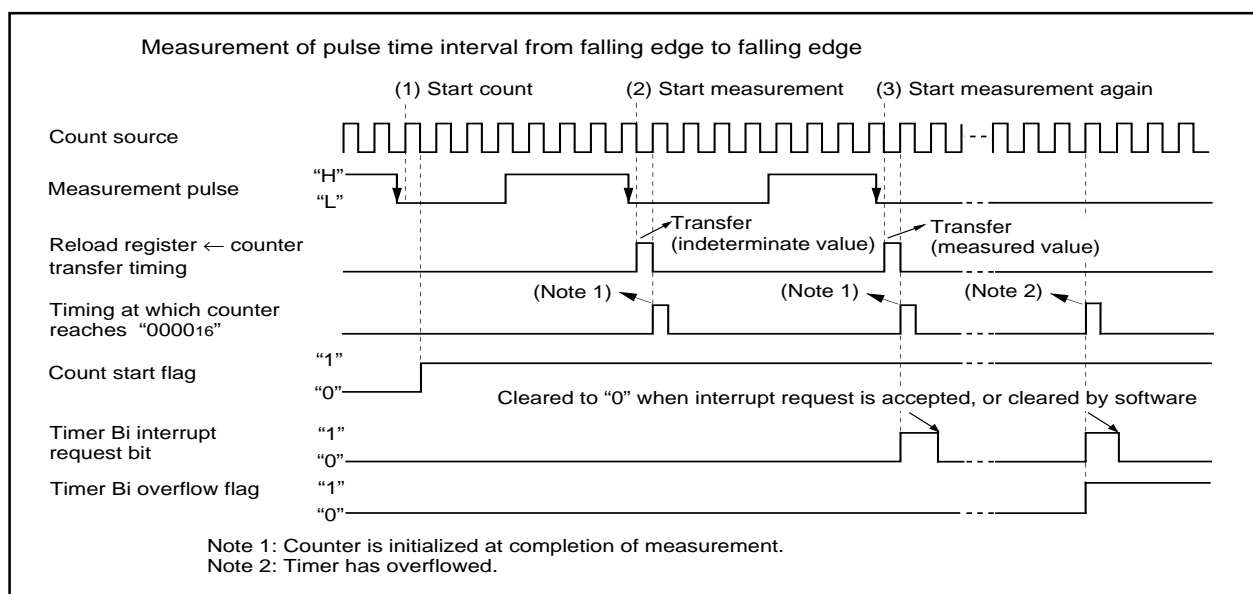 Measurement of pulse time interval from falling edge to falling edge
(1) Start count
(2) Start measurement
(3) Start measurement again
Count source
Measurement pulse
“H”
“L”
Reload register ← counter
transfer timing
Transfer
(indeterminate value)
Transfer
(measured value)
Timing at which counter
reaches “000016”
(Note 1)
(Note 1)
(Note 2)
Count start flag
“1”
“0”
Cleared to “0” when interrupt request is accepted, or cleared by software
Timer Bi interrupt
request bit
“1”
“0”
Timer Bi overflow flag
“1”
“0”
Note 1: Counter is initialized at completion of measurement.
Note 2: Timer has overflowed.